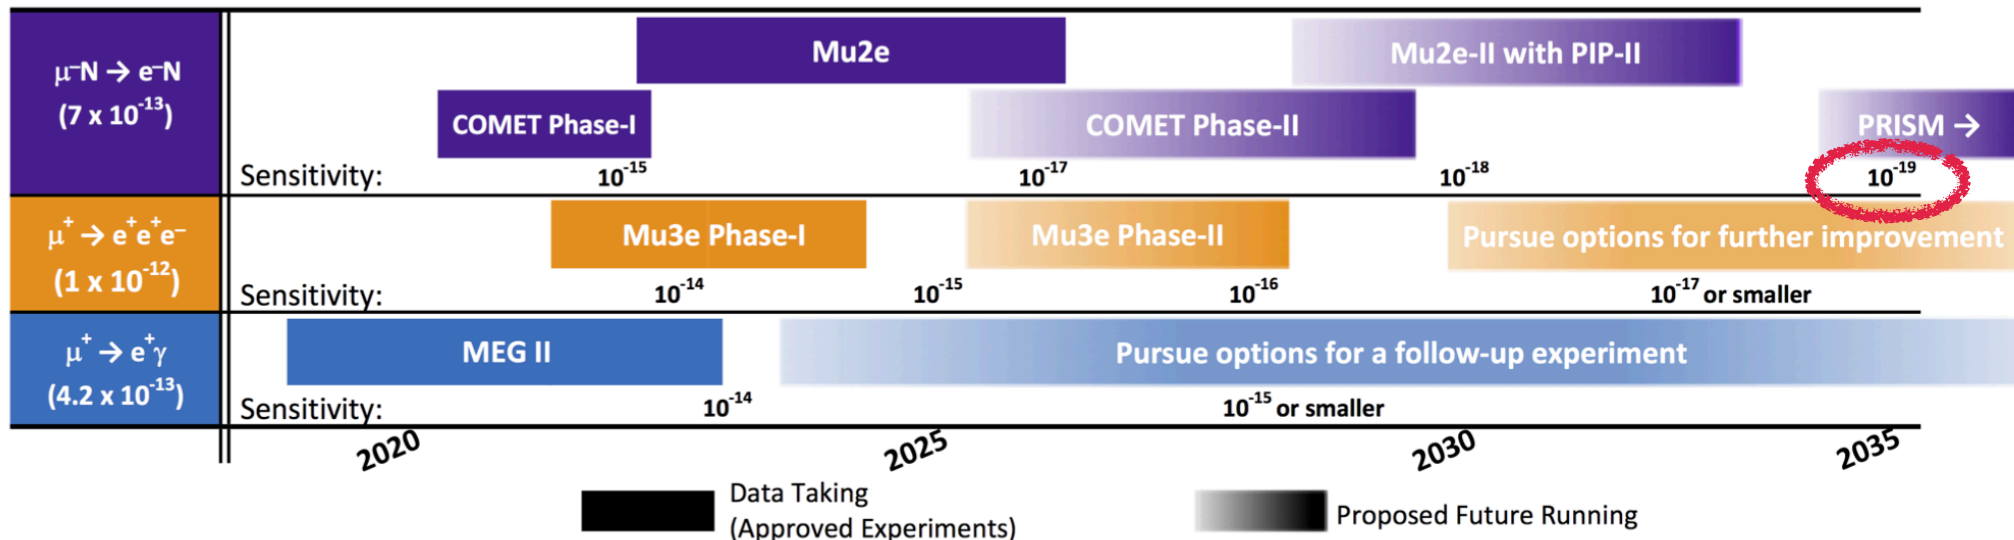 μ⁻N → e⁻N
(7 x 10⁻¹³)
Mu2e
Mu2e-II with PIP-II
COMET Phase-I
COMET Phase-II
PRISM →
Sensitivity:
10⁻¹⁵
10⁻¹⁷
10⁻¹⁸
10⁻¹⁹
μ⁺ → e⁺e⁺e⁻
(1 x 10⁻¹²)
Mu3e Phase-I
Mu3e Phase-II
Pursue options for further improvement
Sensitivity:
10⁻¹⁴
10⁻¹⁵
10⁻¹⁶
10⁻¹⁷ or smaller
μ⁺ → e⁺γ
(4.2 x 10⁻¹³)
MEG II
Pursue options for a follow-up experiment
Sensitivity:
10⁻¹⁴
10⁻¹⁵ or smaller
2020
2025
2030
2035
Data Taking
(Approved Experiments)
Proposed Future Running